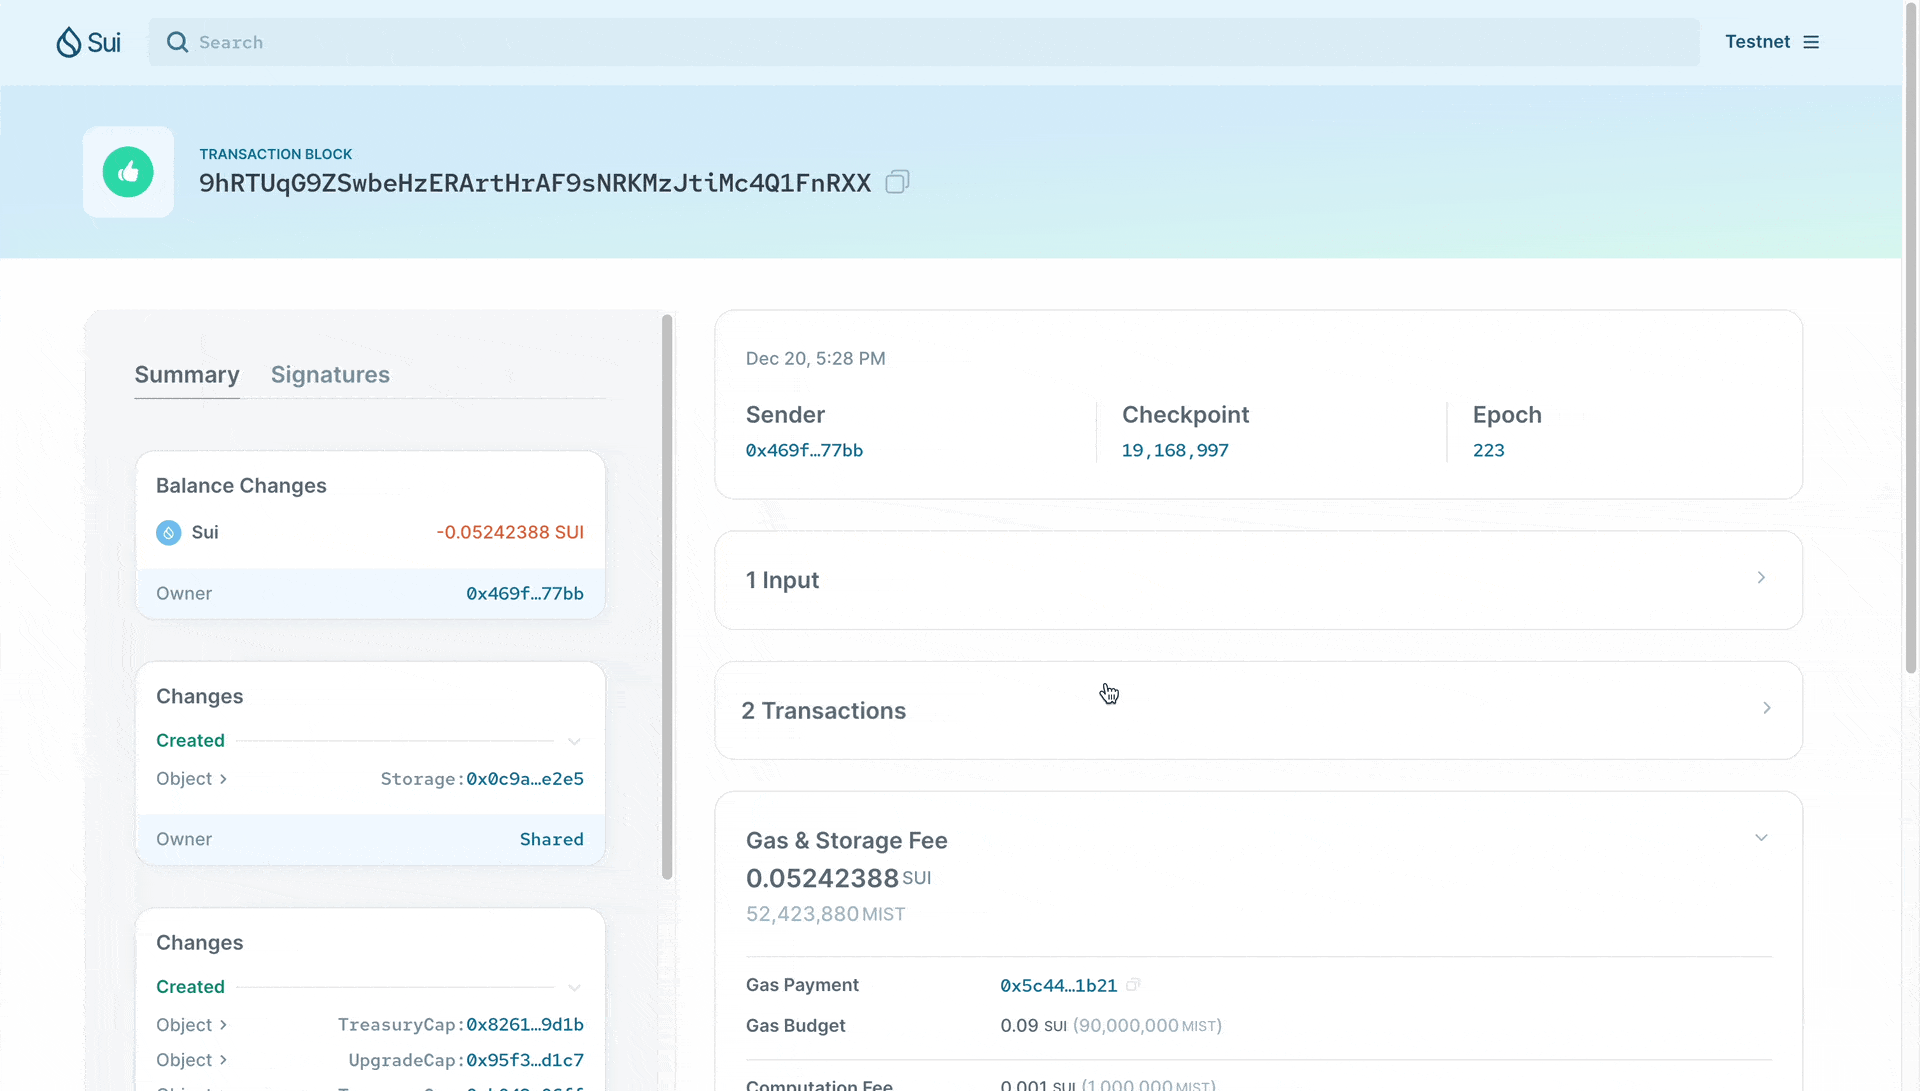 Sui
Search
Testnet
TRANSACTION BLOCK
9hRTUqG9ZSwbeHzERArtHrAF9sNRKMzJtiMc4Q1FnRXX
Summary
Signatures
Balance Changes
Sui
-0.05242388 SUI
Owner
0x469f…77bb
Changes
Created
Object
Storage:0x0c9a…e2e5
Owner
Shared
Changes
Created
Object
TreasuryCap:0x8261…9d1b
Object
UpgradeCap:0x95f3…d1c7
Dec 20, 5:28 PM
Sender
0x469f…77bb
Checkpoint
19,168,997
Epoch
223
1 Input
2 Transactions
Gas & Storage Fee
0.05242388 SUI
52,423,880 MIST
Gas Payment
0x5c44…1b21
Gas Budget
0.09 SUI (90,000,000 MIST)
Computation Fee
0.001 SUI (1,000,000 MIST)